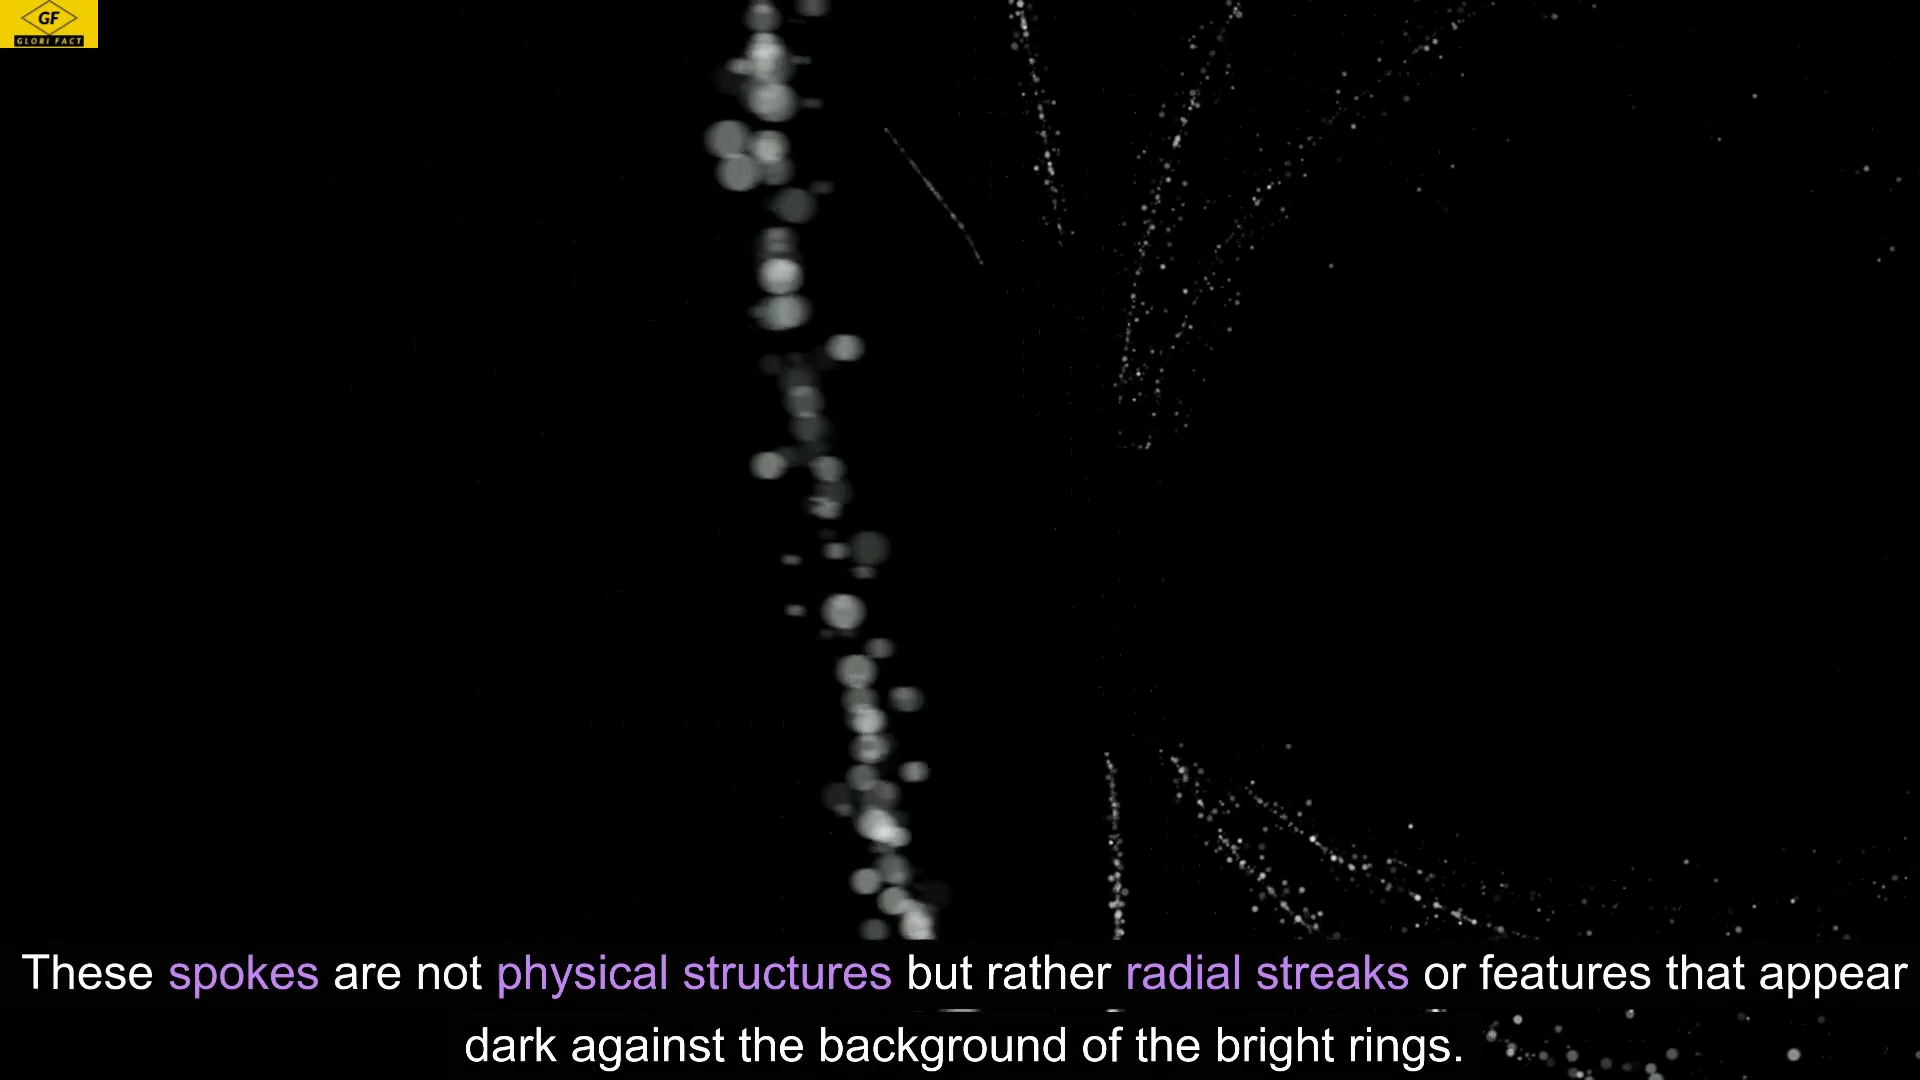 GF
GLORI FACT
These spokes are not physical structures but rather radial streaks or features that appear
dark against the background of the bright rings.